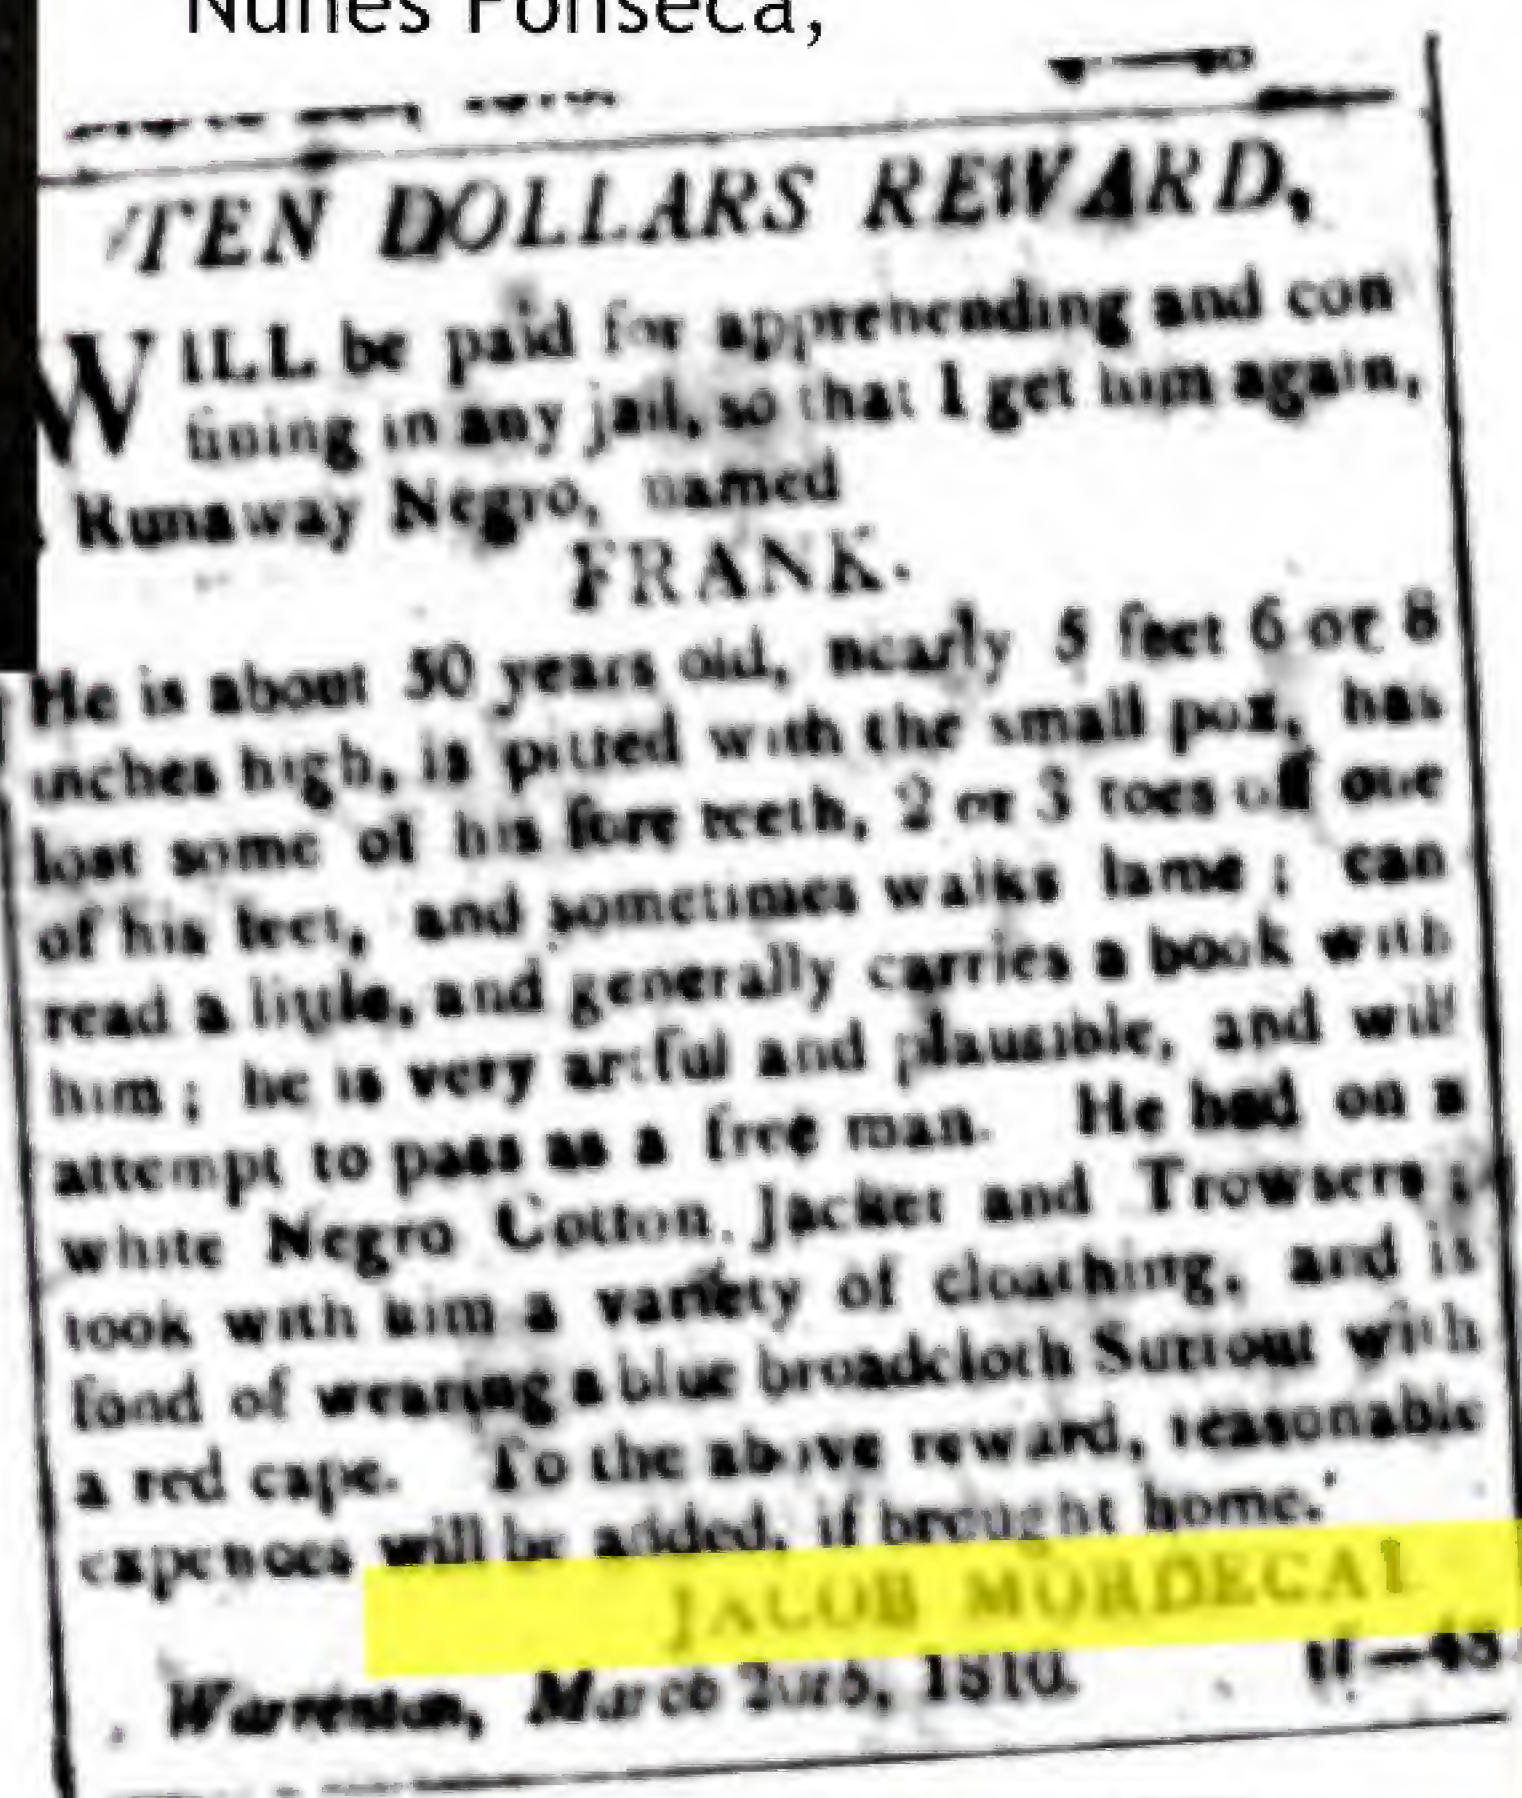 Nunes Fonseca,
TEN DOLLARS REWARD,
WILL be paid for apprehending and con
fining in any jail, so that I get him again,
Runaway Negro, named
FRANK.
He is about 50 years old, nearly 5 feet 6 or 8
inches high, is pitted with the small pox, has
lost some of his fore teeth, 2 or 3 toes off one
of his feet, and sometimes walks lame ; can
read a little, and generally carries a book with
him ; he is very artful and plausible, and will
attempt to pass as a free man. He had on a
white Negro Cotton Jacket and Trowsers ;
took with him a variety of cloathing, and is
fond of wearing a blue broadcloth Surtout with
a red cape. To the above reward, reasonable
expences will be added, if brought home.
JACOB MORDECAI
Warrenton, March 20th, 1810. tf—48